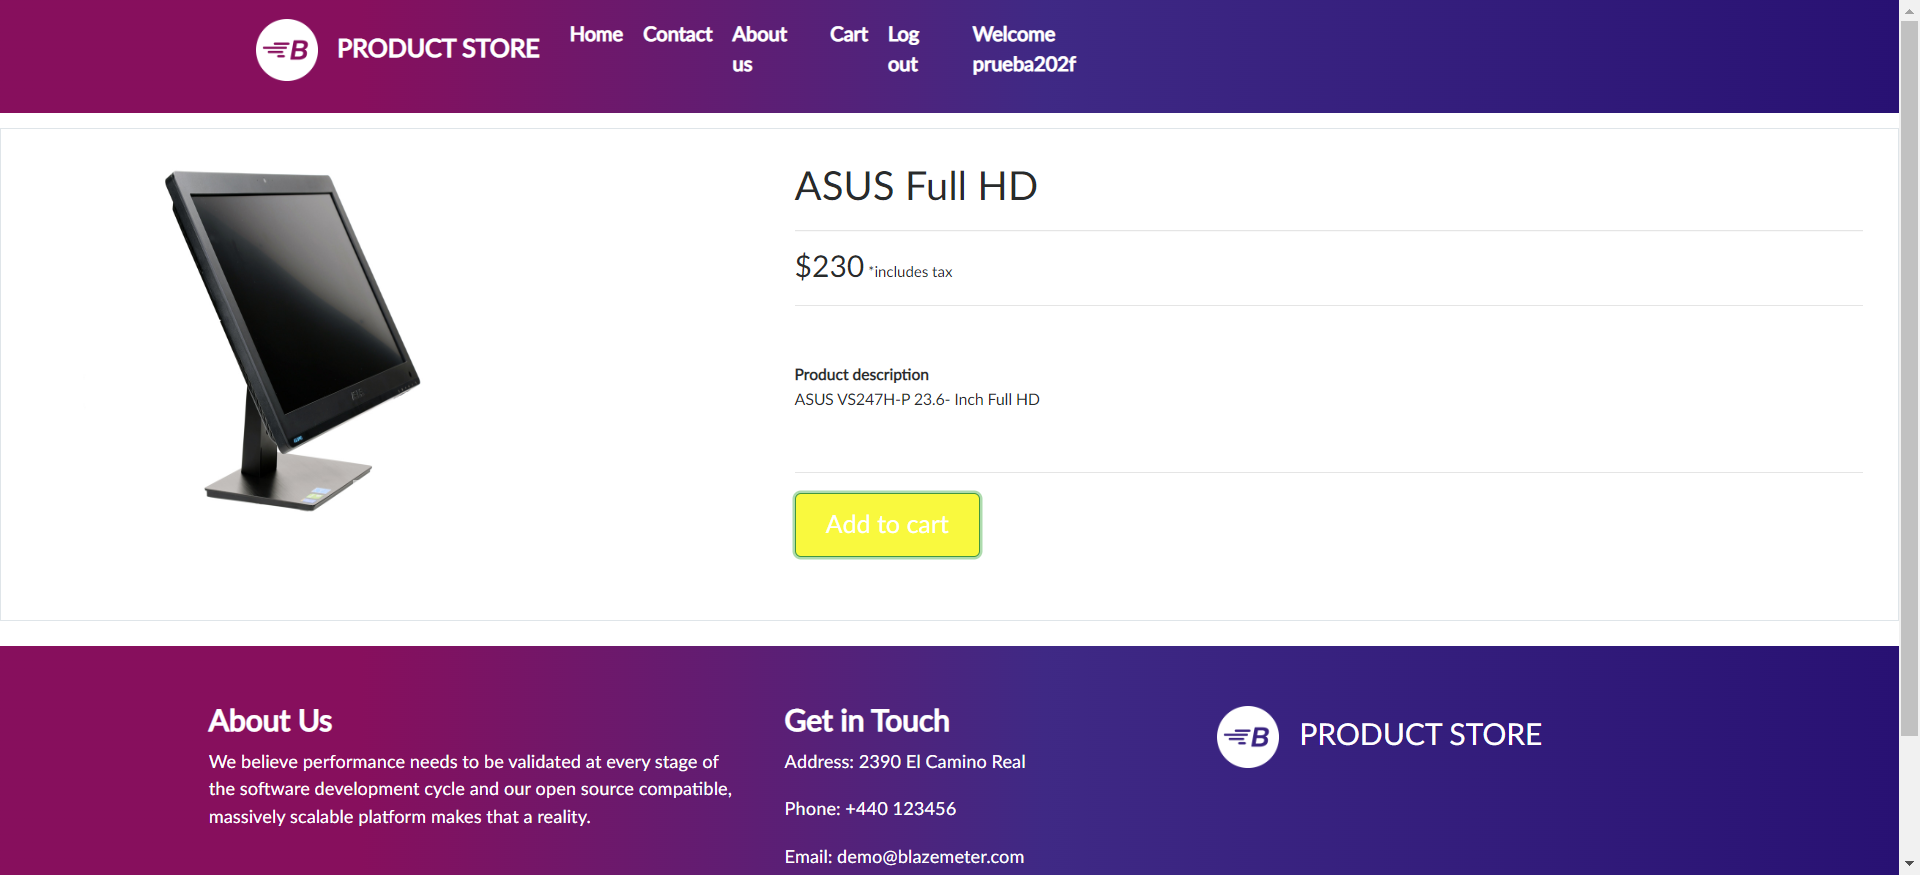 B PRODUCT STORE Home Contact About us Cart Log out Welcome prueba202f
ASUS Full HD
$230 *includes tax
Product description
ASUS VS247H-P 23.6- Inch Full HD
Add to cart
About Us
We believe performance needs to be validated at every stage of
the software development cycle and our open source compatible,
massively scalable platform makes that a reality.
Get in Touch
Address: 2390 El Camino Real
Phone: +440 123456
Email: demo@blazemeter.com
B PRODUCT STORE